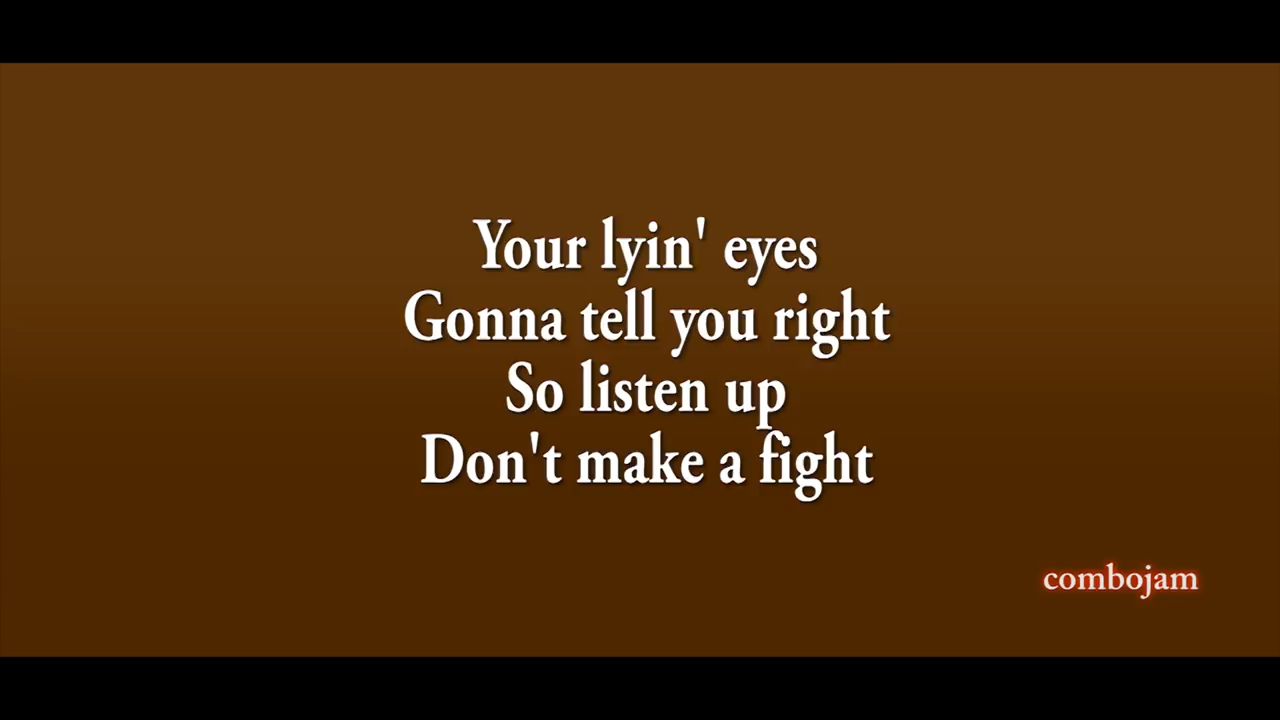 Your lyin' eyes
Gonna tell you right
So listen up
Don't make a fight
combojam